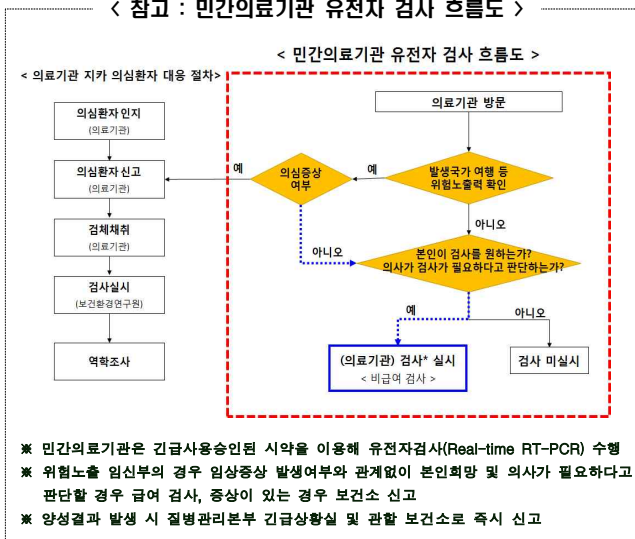 < 참고 : 민간의료기관 유전자 검사 흐름도 >
< 민간의료기관 유전자 검사 흐름도 >
< 의료기관 지카 의심환자 대응 절차>
의료기관 방문
의심환자 인지
(의료기관)
예
의심증상
여부
예
발생국가 여행 등
위험노출력 확인
의심환자 신고
(의료기관)
아니오
검체채취
(의료기관)
아니오
본인이 검사를 원하는가?
의사가 검사가 필요하다고 판단하는가?
검사실시
(보건환경연구원)
예
아니오
역학조사
(의료기관) 검사* 실시
< 비급여 검사 >
검사 미실시
※ 민간의료기관은 긴급사용승인된 시약을 이용해 유전자검사(Real-time RT-PCR) 수행
※ 위험노출 임신부의 경우 임상증상 발생여부와 관계없이 본인희망 및 의사가 필요하다고
판단할 경우 급여 검사, 증상이 있는 경우 보건소 신고
※ 양성결과 발생 시 질병관리본부 긴급상황실 및 관할 보건소로 즉시 신고